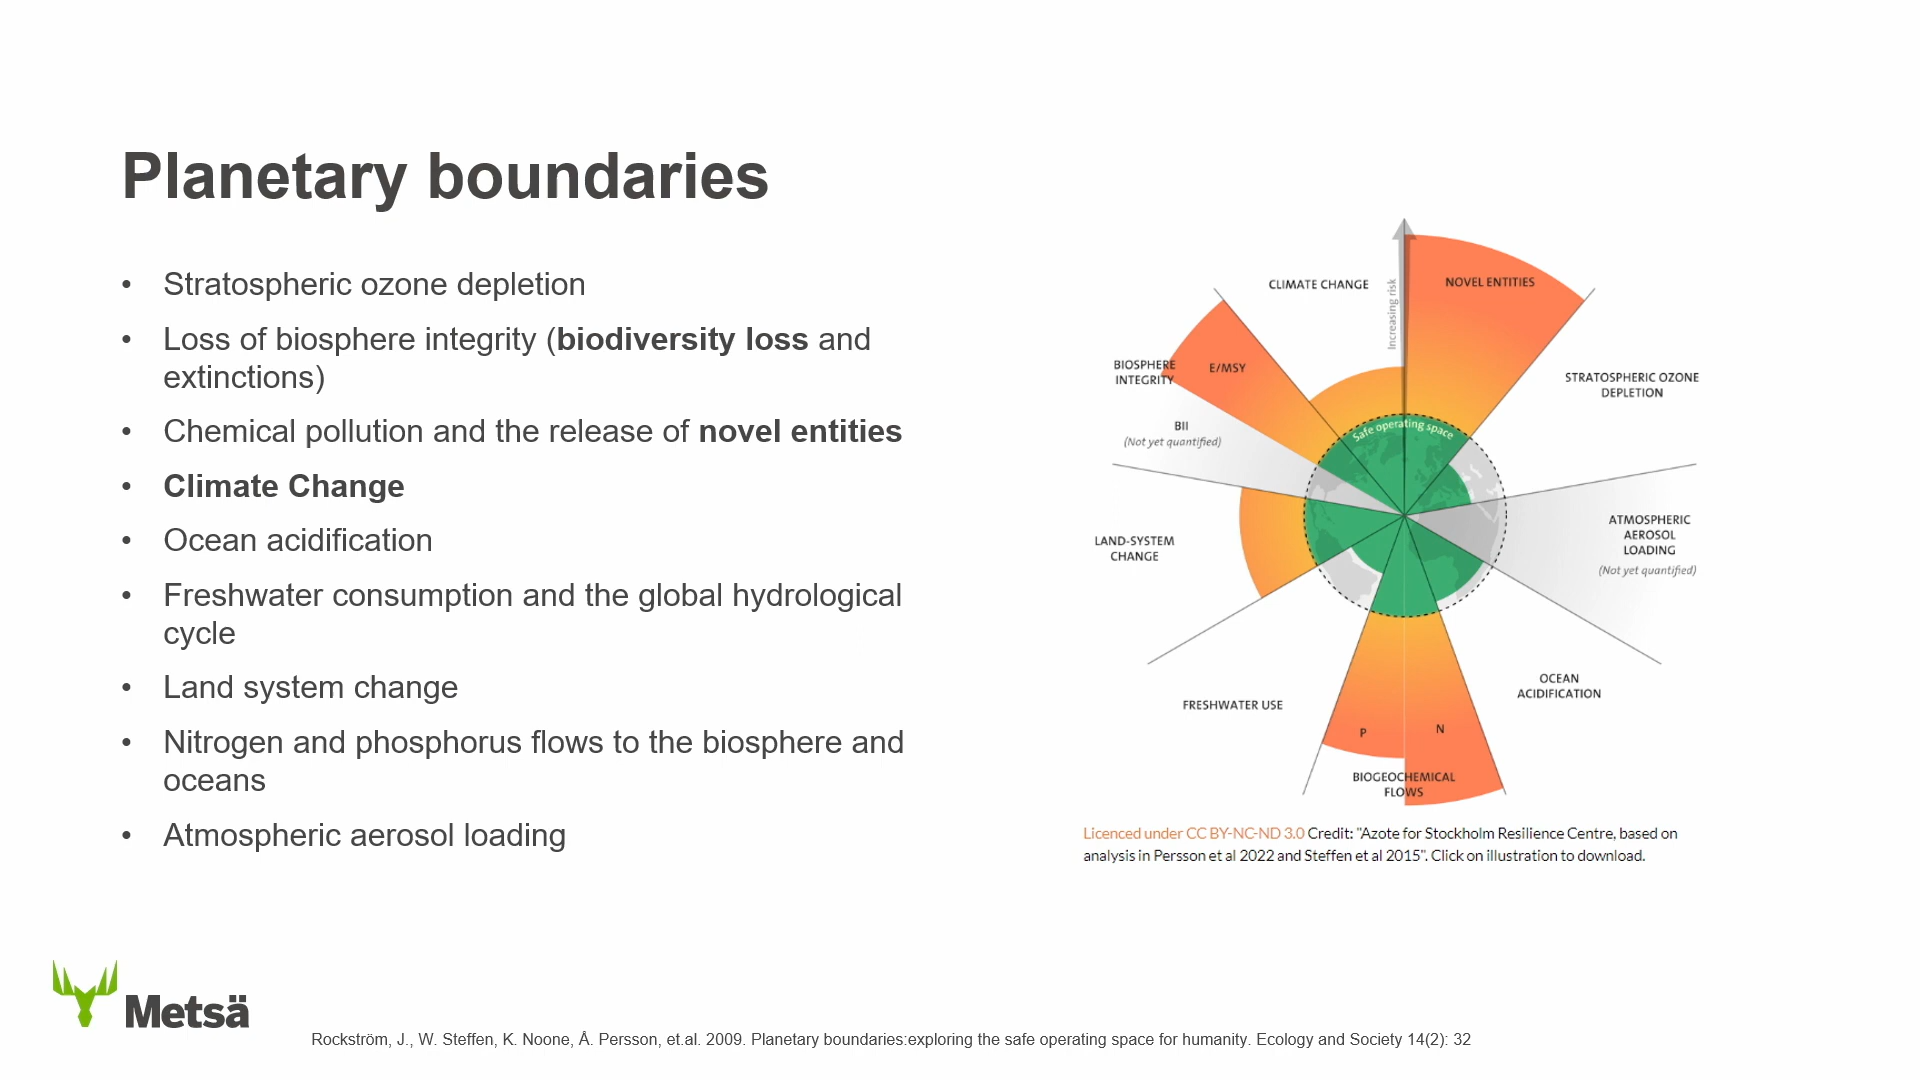 Planetary boundaries
• Stratospheric ozone depletion
• Loss of biosphere integrity (biodiversity loss and
extinctions)
• Chemical pollution and the release of novel entities
• Climate Change
• Ocean acidification
• Freshwater consumption and the global hydrological
cycle
• Land system change
• Nitrogen and phosphorus flows to the biosphere and
oceans
• Atmospheric aerosol loading
CLIMATE CHANGE
Increasing risk
NOVEL ENTITIES
BIOSPHERE
INTEGRITY
E/MSY
STRATOSPHERIC OZONE
DEPLETION
BII
(Not yet quantified)
Safe operating space
LAND-SYSTEM
CHANGE
ATMOSPHERIC
AEROSOL
LOADING
(Not yet quantified)
FRESHWATER USE
OCEAN
ACIDIFICATION
P
N
BIOGEOCHEMICAL
FLOWS
Licenced under CC BY-NC-ND 3.0 Credit: "Azote for Stockholm Resilience Centre, based on
analysis in Persson et al 2022 and Steffen et al 2015". Click on illustration to download.
Metsä
Rockström, J., W. Steffen, K. Noone, Å. Persson, et.al. 2009. Planetary boundaries:exploring the safe operating space for humanity. Ecology and Society 14(2): 32